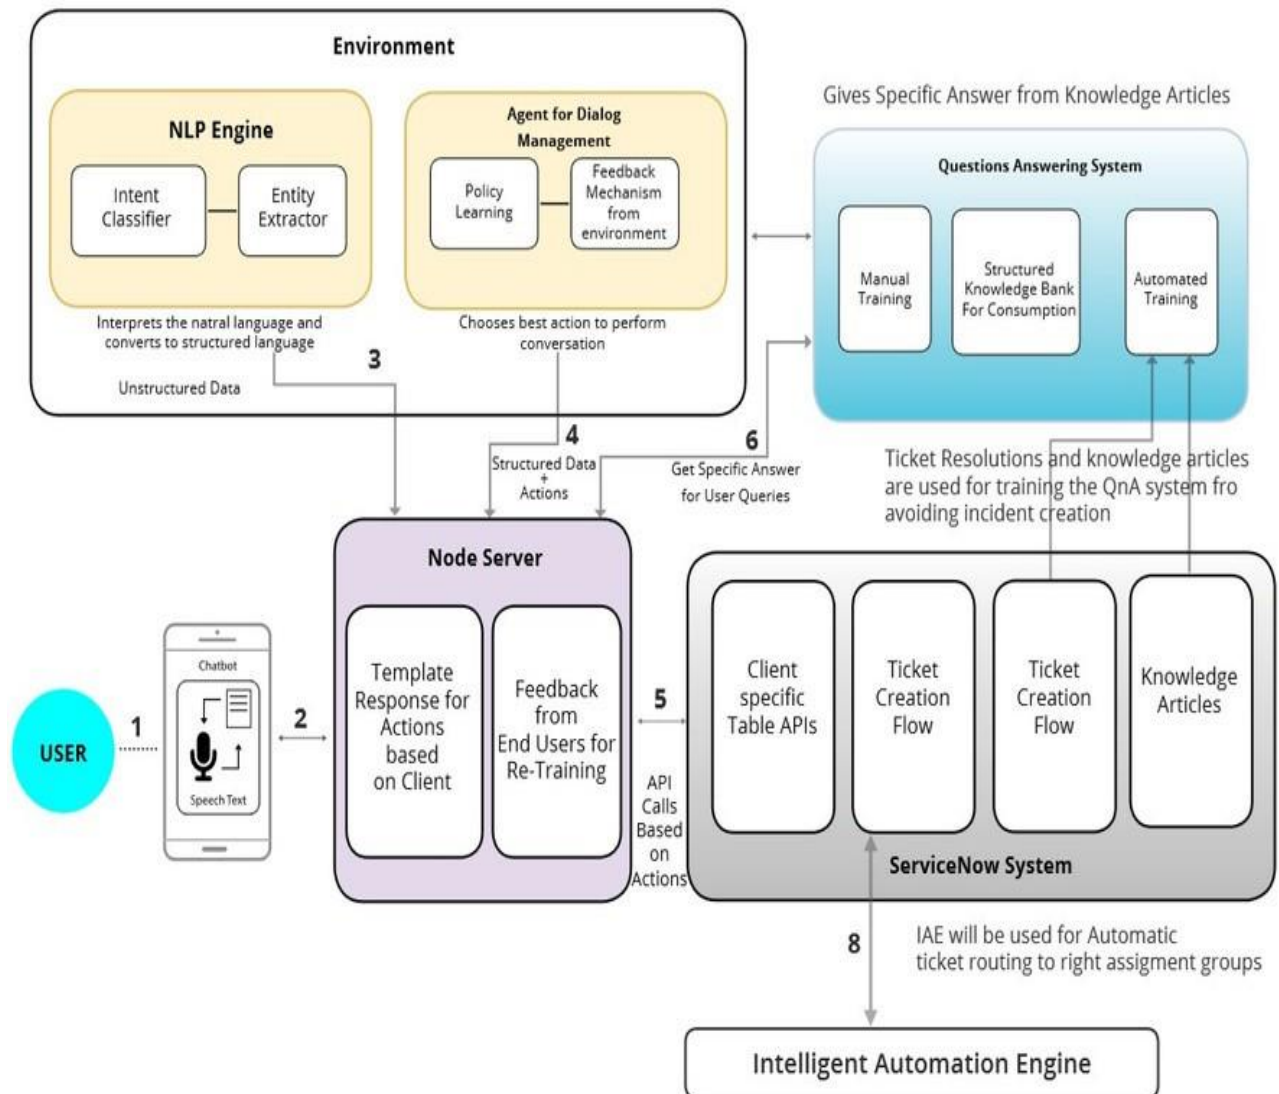 Environment
NLP Engine
Intent
Classifier
Entity
Extractor
Agent for Dialog
Management
Policy
Learning
Feedback
Mechanism
from
environment
Interprets the natral language and
converts to structured language
Unstructured Data
3
Chooses best action to perform
conversation
4
Structured Data
+
Actions
6
Get Specific Answer
for User Queries
Gives Specific Answer from Knowledge Articles
Questions Answering System
Manual
Training
Structured
Knowledge Bank
For Consumption
Automated
Training
Ticket Resolutions and knowledge articles
are used for training the QnA system fro
avoiding incident creation
USER
1
Chatbot
Speech Text
2
Node Server
Template
Response for
Actions
based
on Client
Feedback
from
End Users for
Re-Training
5
API
Calls
Based
on
Actions
Client
specific
Table APIs
Ticket
Creation
Flow
Ticket
Creation
Flow
Knowledge
Articles
ServiceNow System
8
IAE will be used for Automatic
ticket routing to right assigment groups
Intelligent Automation Engine